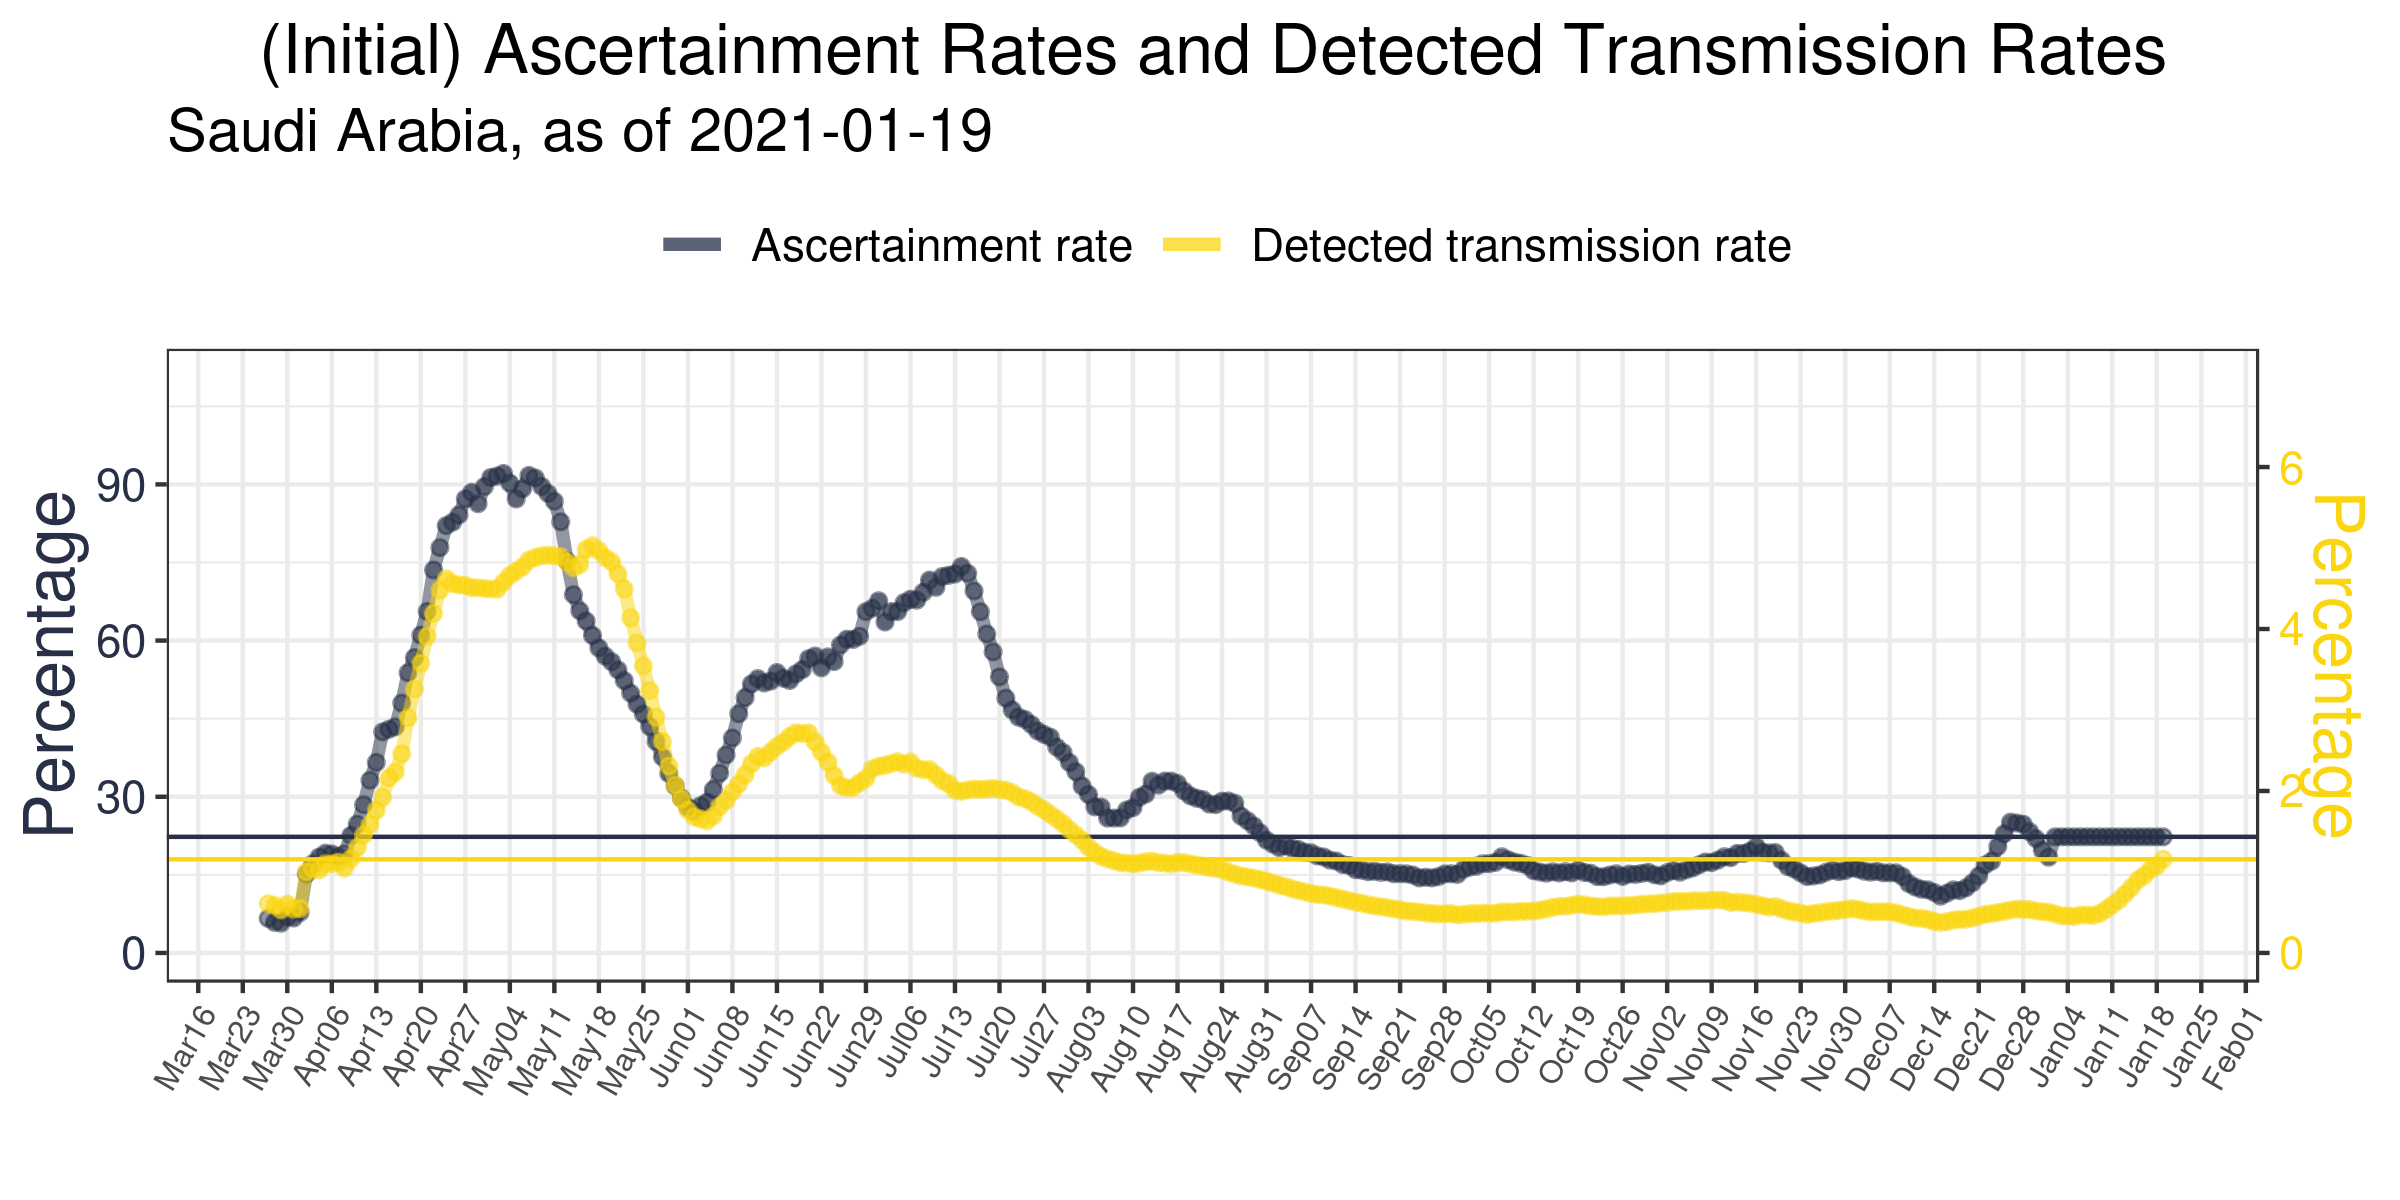 (Initial) Ascertainment Rates and Detected Transmission Rates
Saudi Arabia, as of 2021-01-19
Ascertainment rate
Detected transmission rate
Percentage
90
60
30
0
6
4
2
0
Percentage
Mar16
Mar23
Mar30
Apr06
Apr13
Apr20
Apr27
May04
May11
May18
May25
Jun01
Jun08
Jun15
Jun22
Jun29
Jul06
Jul13
Jul20
Jul27
Aug03
Aug10
Aug17
Aug24
Aug31
Sep07
Sep14
Sep21
Sep28
Oct05
Oct12
Oct19
Oct26
Nov02
Nov09
Nov16
Nov23
Nov30
Dec07
Dec14
Dec21
Dec28
Jan04
Jan11
Jan18
Jan25
Feb01